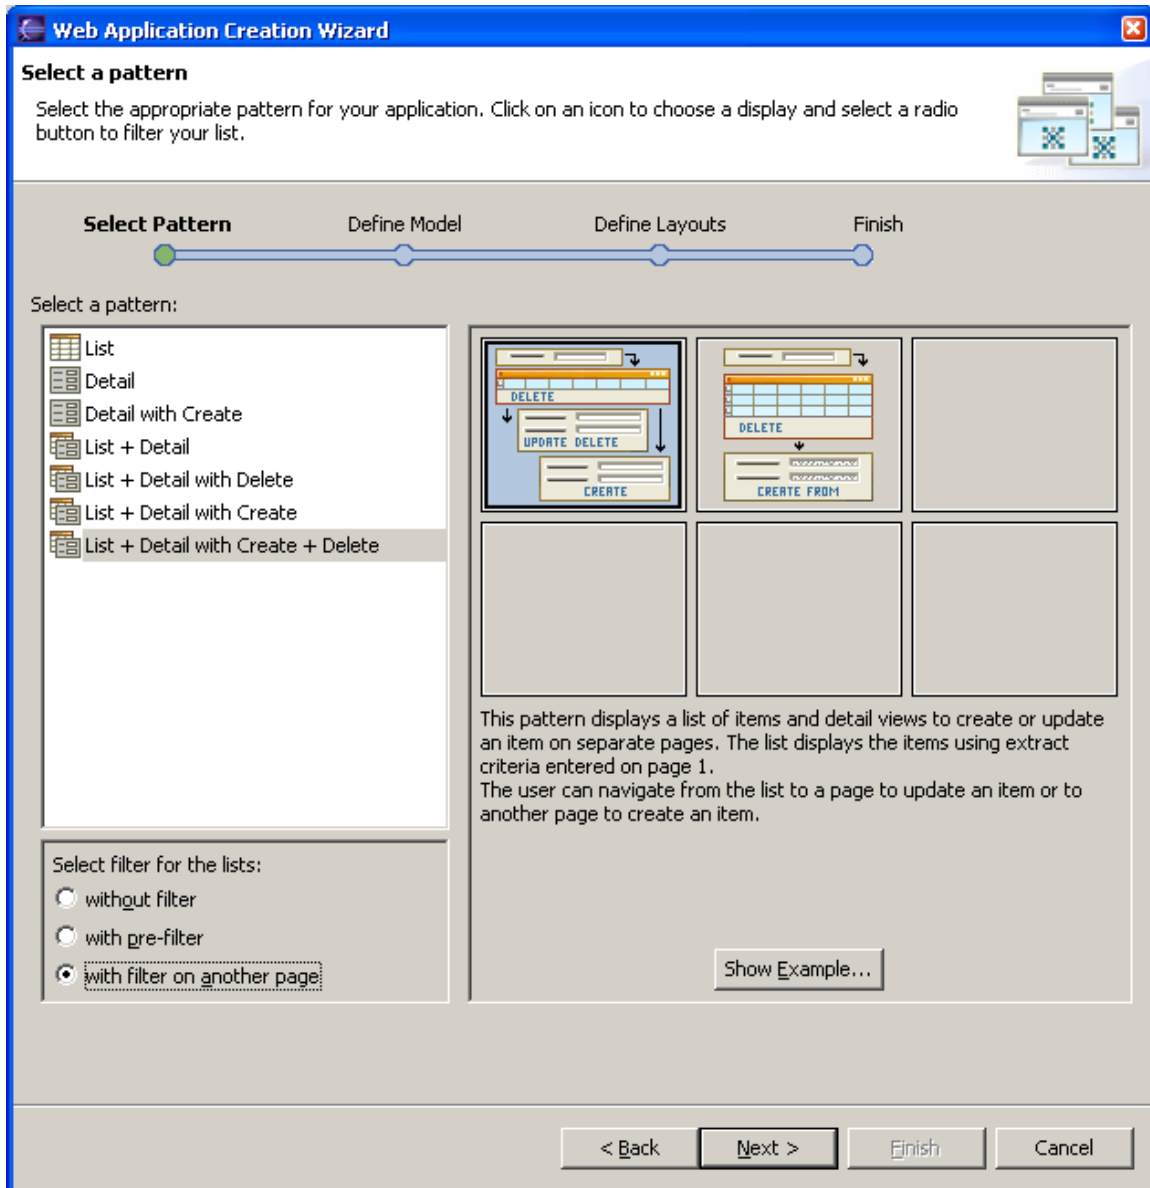 Web Application Creation Wizard
Select a pattern
Select the appropriate pattern for your application. Click on an icon to choose a display and select a radio
button to filter your list.
Select Pattern
Define Model
Define Layouts
Finish
Select a pattern:
List
Detail
Detail with Create
List + Detail
List + Detail with Delete
List + Detail with Create
List + Detail with Create + Delete
DELETE
UPDATE DELETE
CREATE
DELETE
CREATE FROM
This pattern displays a list of items and detail views to create or update
an item on separate pages. The list displays the items using extract
criteria entered on page 1.
The user can navigate from the list to a page to update an item or to
another page to create an item.
Select filter for the lists:
without filter
with pre-filter
with filter on another page
Show Example...
< Back
Next >
Finish
Cancel